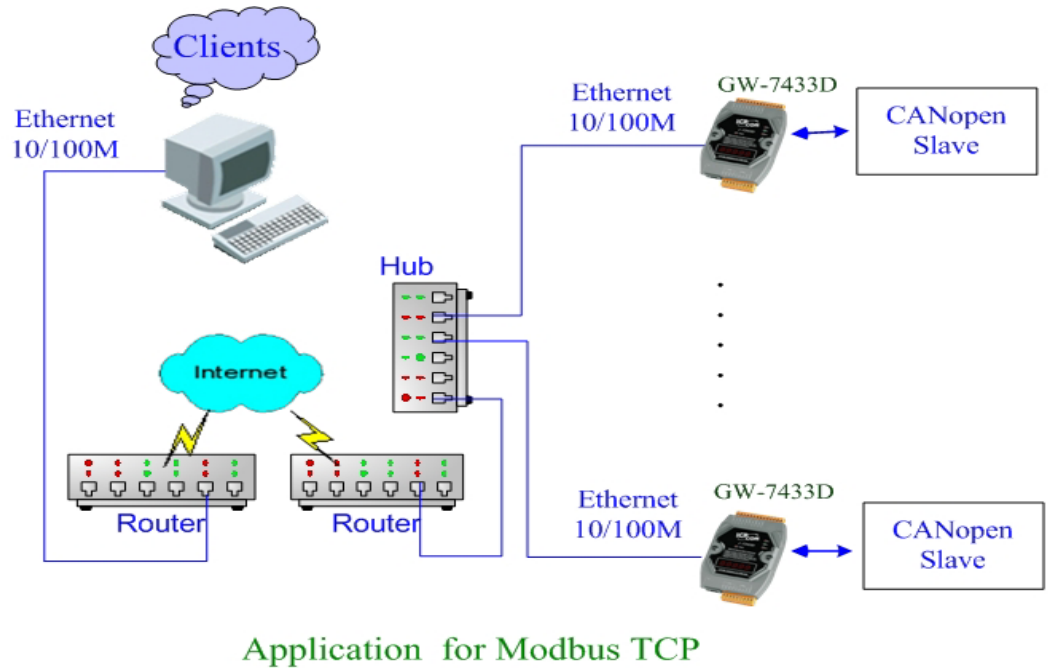 Clients
Ethernet
10/100M
GW-7433D
Ethernet
10/100M
CANopen
Slave
Hub
Internet
Router
Router
GW-7433D
Ethernet
10/100M
CANopen
Slave
Application for Modbus TCP